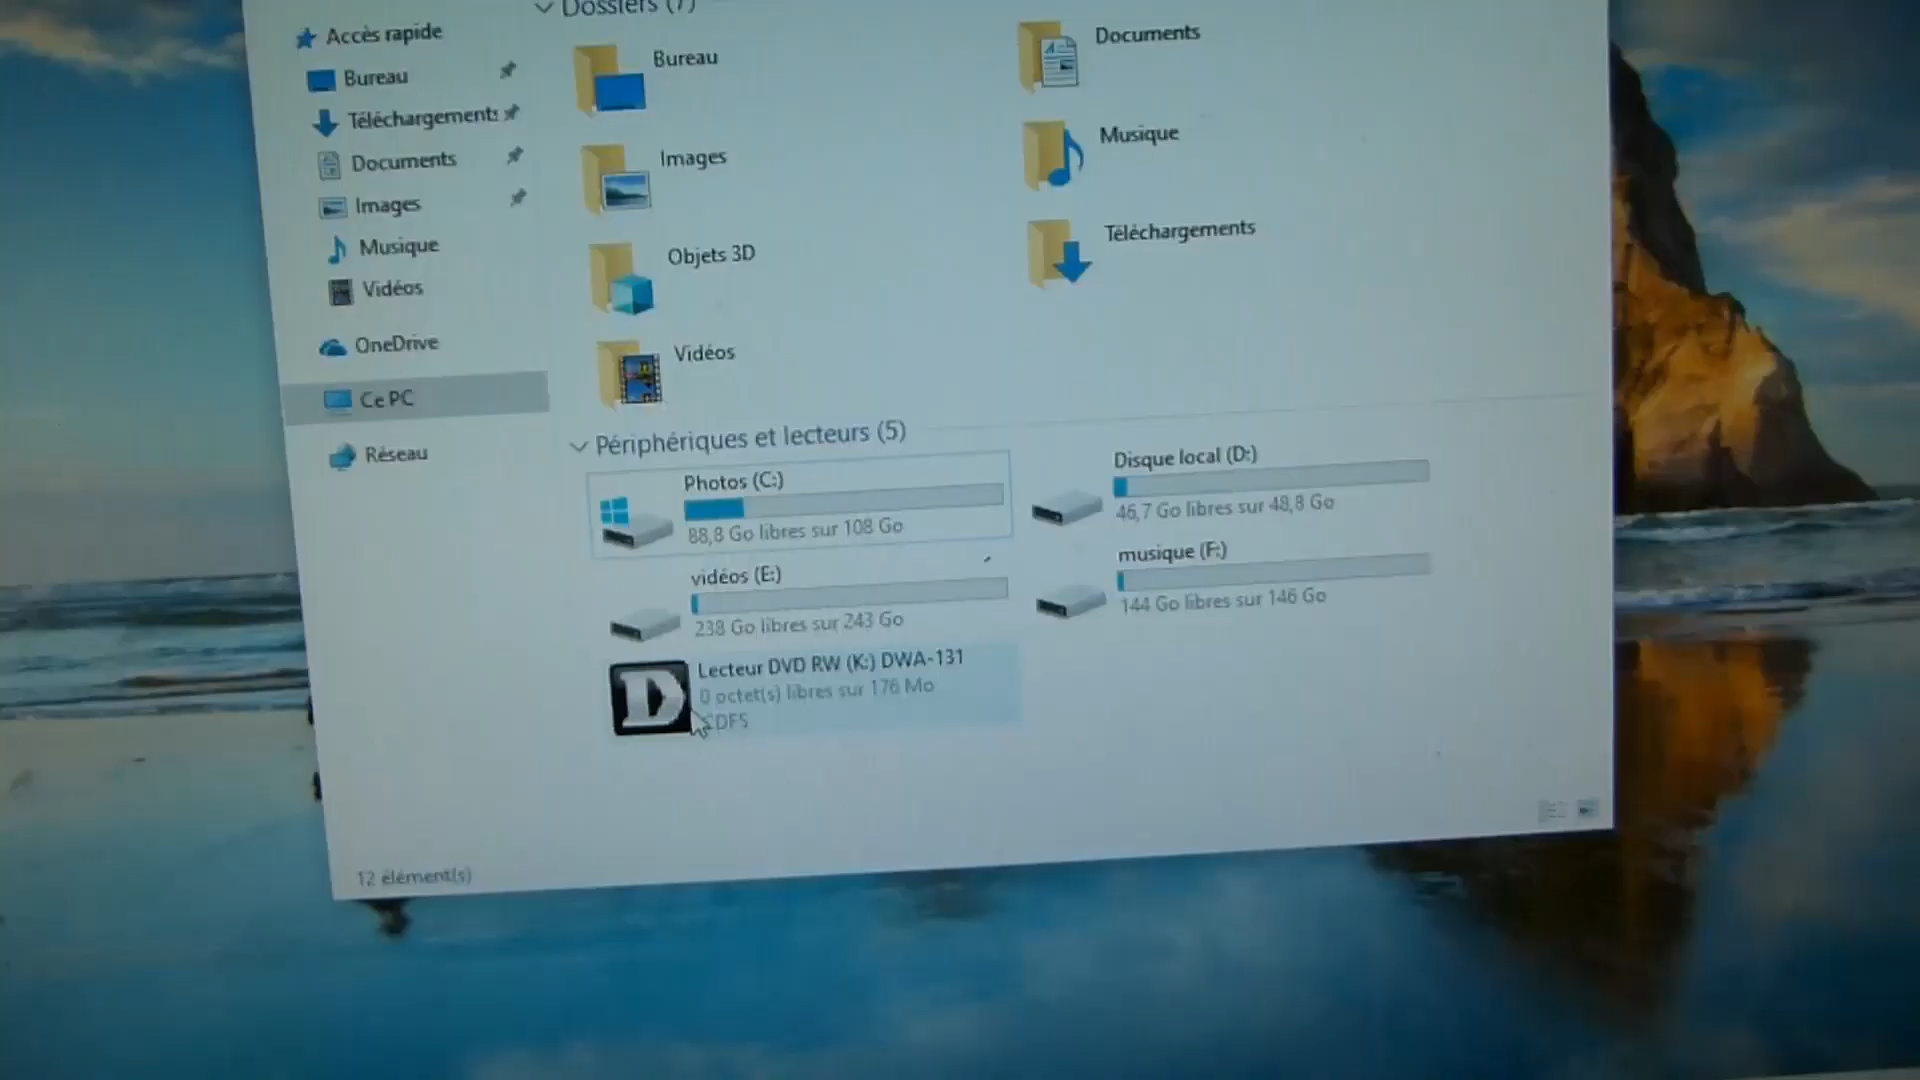 Dossiers (7)
Accès rapide
Bureau
Téléchargements
Documents
Images
Musique
Vidéos
OneDrive
Ce PC
Réseau
Bureau
Documents
Images
Musique
Objets 3D
Téléchargements
Vidéos
Périphériques et lecteurs (5)
Photos (C:)
88,8 Go libres sur 108 Go
Disque local (D:)
46,7 Go libres sur 48,8 Go
vidéos (E:)
238 Go libres sur 243 Go
musique (F:)
144 Go libres sur 146 Go
D
Lecteur DVD RW (K:) DWA-131
0 octet(s) libres sur 176 Mo
CDFS
12 élément(s)